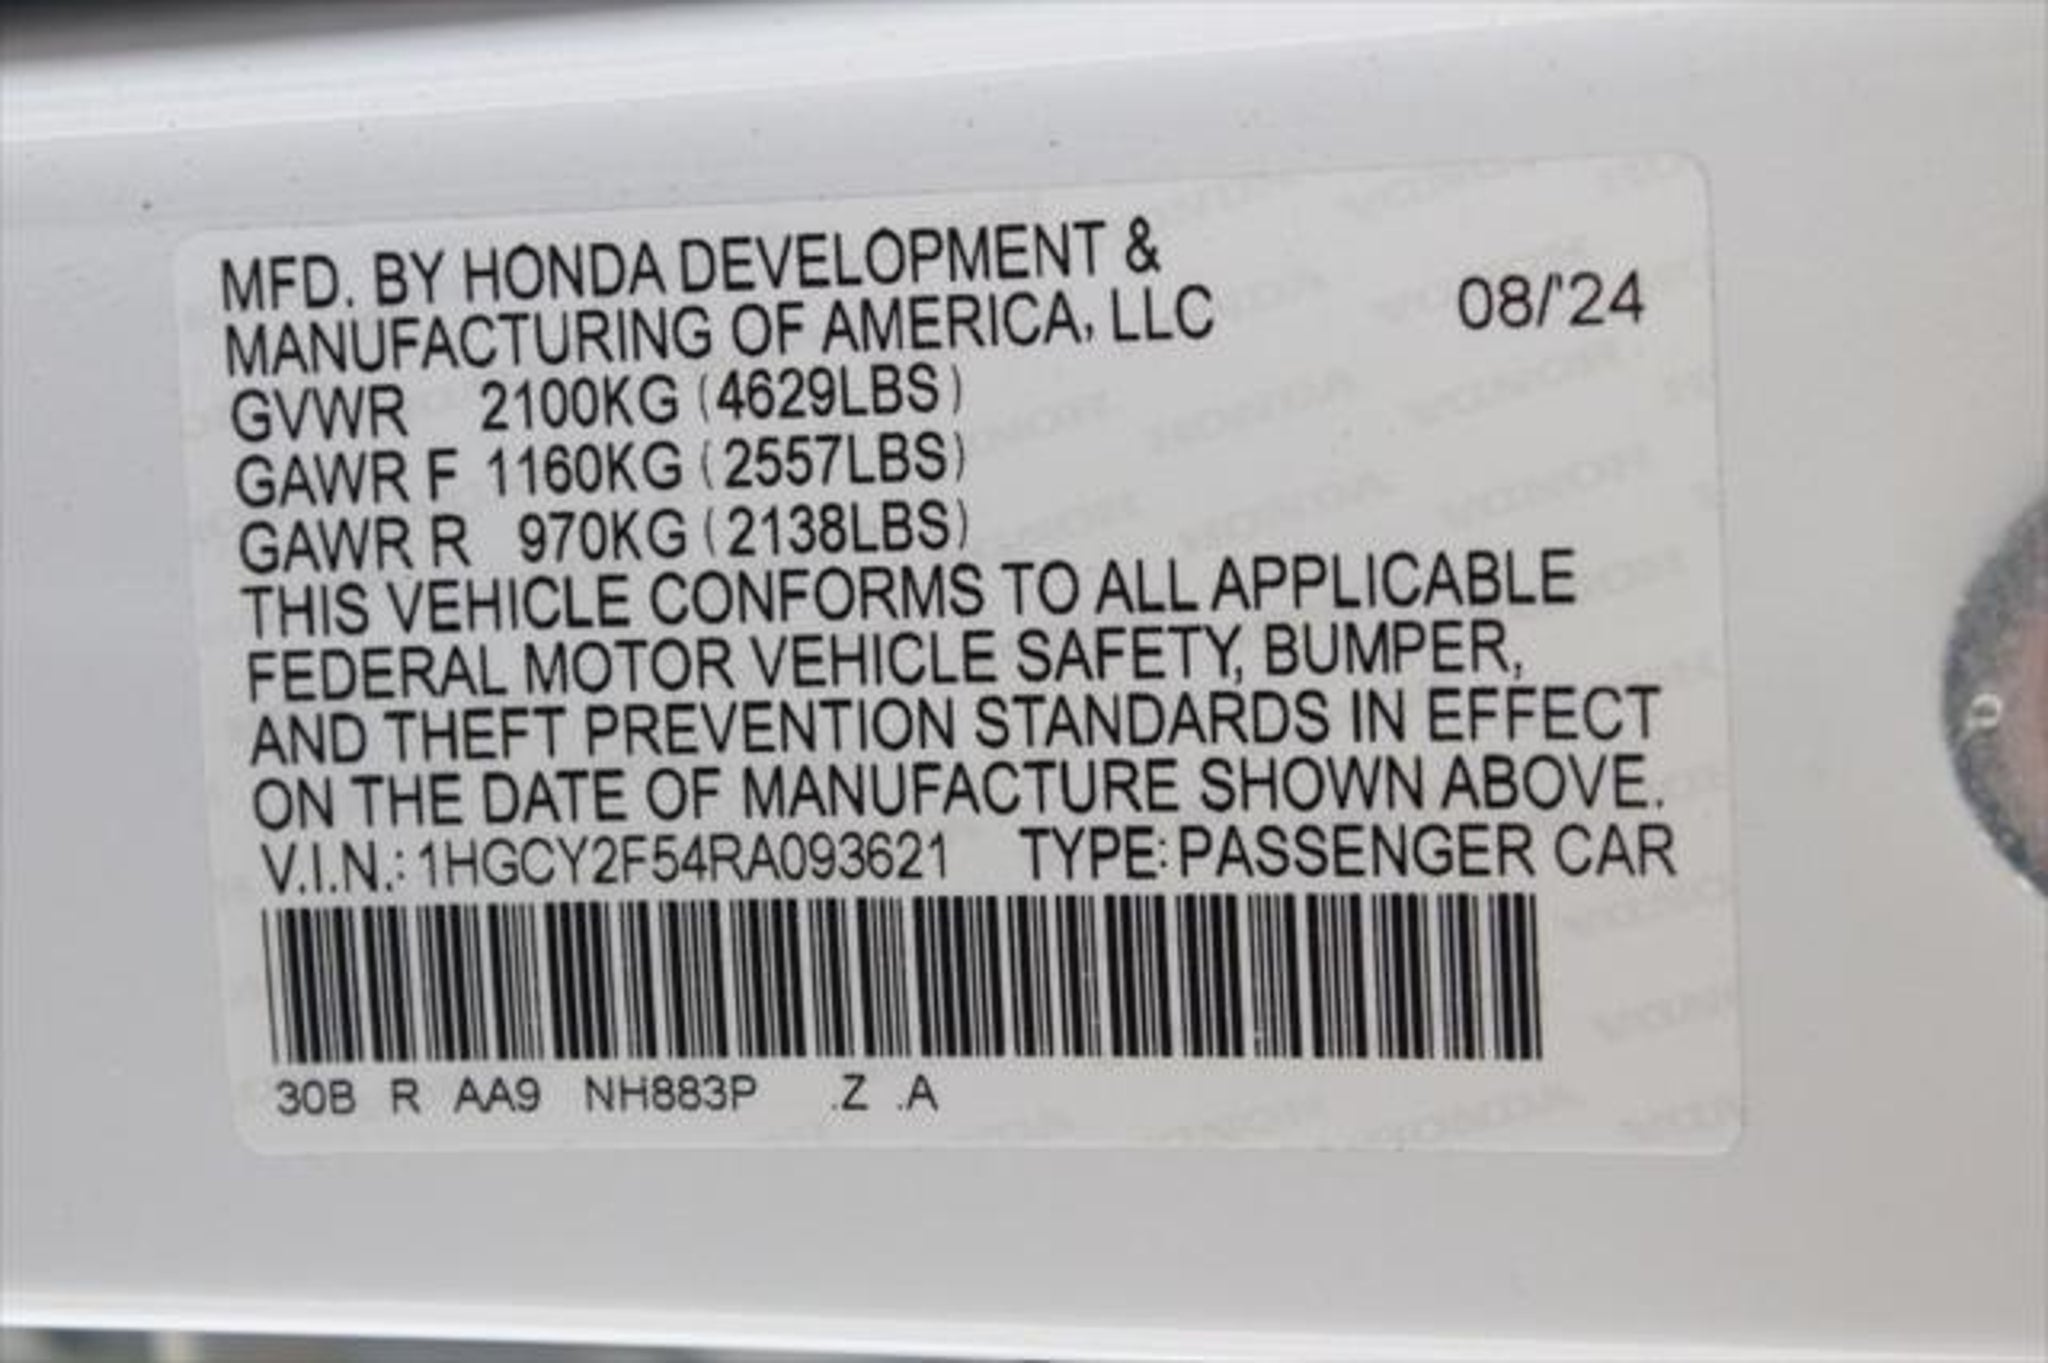 MFD. BY HONDA DEVELOPMENT &
MANUFACTURING OF AMERICA, LLC 08/'24
GVWR 2100KG (4629LBS)
GAWR F 1160KG (2557LBS)
GAWR R 970KG (2138LBS)
THIS VEHICLE CONFORMS TO ALL APPLICABLE
FEDERAL MOTOR VEHICLE SAFETY, BUMPER,
AND THEFT PREVENTION STANDARDS IN EFFECT
ON THE DATE OF MANUFACTURE SHOWN ABOVE.
V.I.N.: 1HGCY2F54RA093621 TYPE: PASSENGER CAR
30B R AA9 NH883P .Z .A